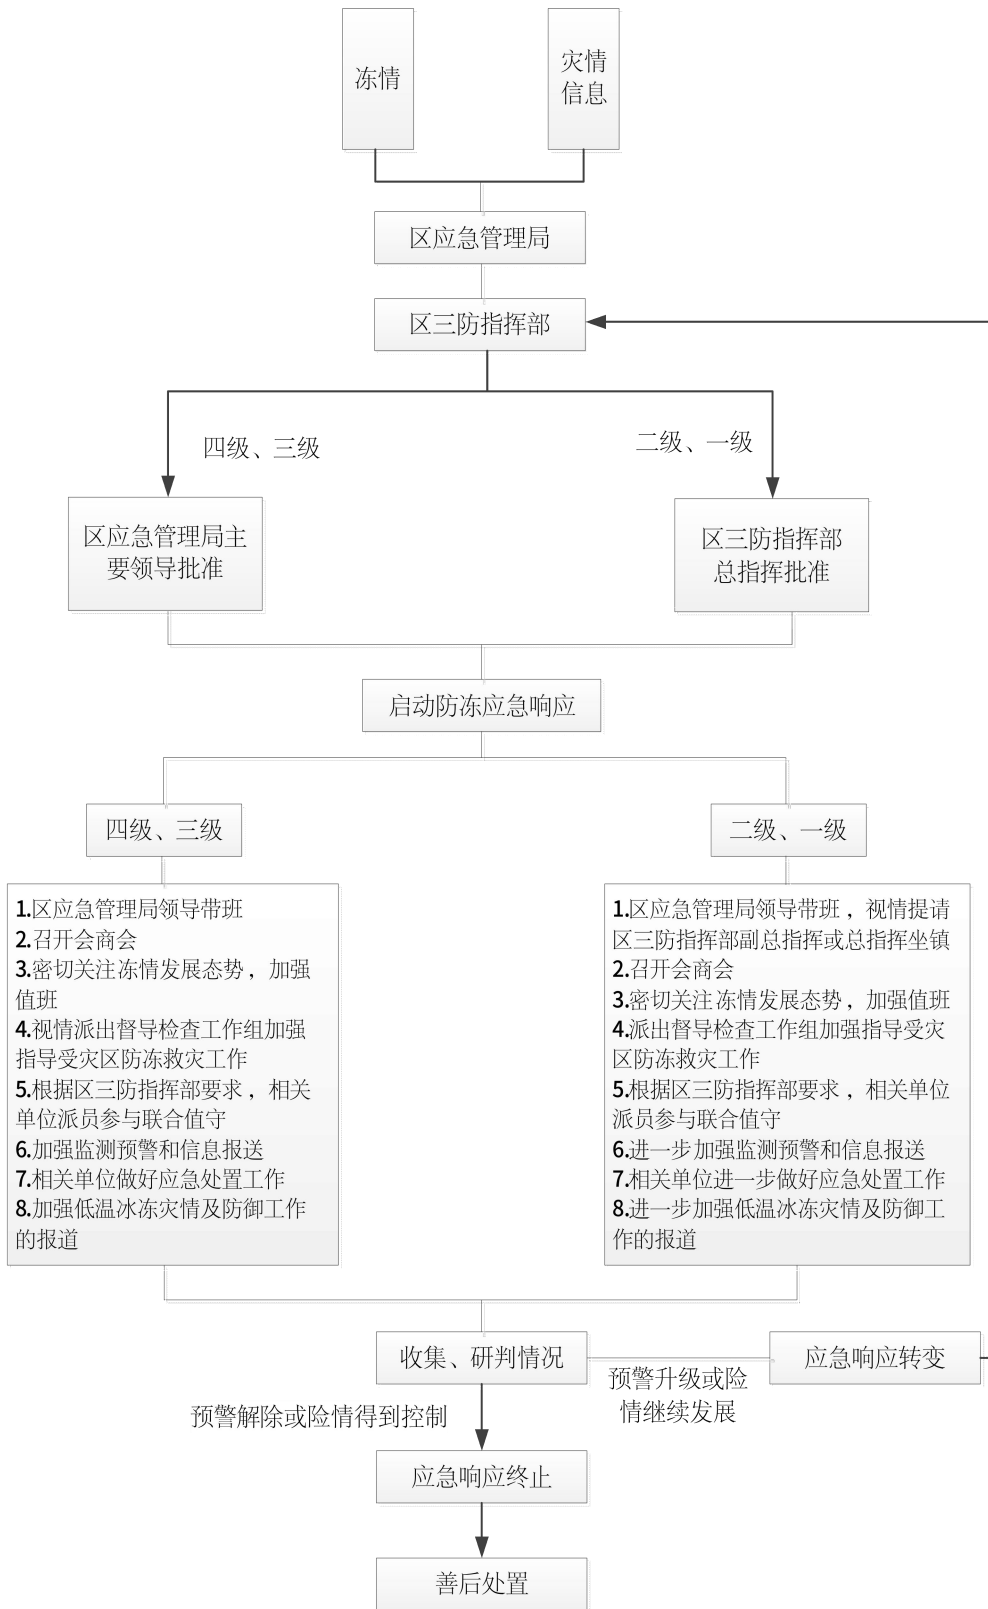 冻情
灾情
信息
区应急管理局
区三防指挥部
四级、三级
二级、一级
区应急管理局主
要领导批准
区三防指挥部
总指挥批准
启动防冻应急响应
四级、三级
二级、一级
1.区应急管理局领导带班
2.召开会商会
3.密切关注冻情发展态势，加强
值班
4.视情派出督导检查工作组加强
指导受灾区防冻救灾工作
5.根据区三防指挥部要求，相关
单位派员参与联合值守
6.加强监测预警和信息报送
7.相关单位做好应急处置工作
8.加强低温冰冻灾情及防御工作
的报道
1.区应急管理局领导带班，视情提请
区三防指挥部副总指挥或总指挥坐镇
2.召开会商会
3.密切关注冻情发展态势，加强值班
4.派出督导检查工作组加强指导受灾
区防冻救灾工作
5.根据区三防指挥部要求，相关单位
派员参与联合值守
6.进一步加强监测预警和信息报送
7.相关单位进一步做好应急处置工作
8.进一步加强低温冰冻灾情及防御工
作的报道
收集、研判情况
应急响应转变
预警升级或险
情继续发展
预警解除或险情得到控制
应急响应终止
善后处置